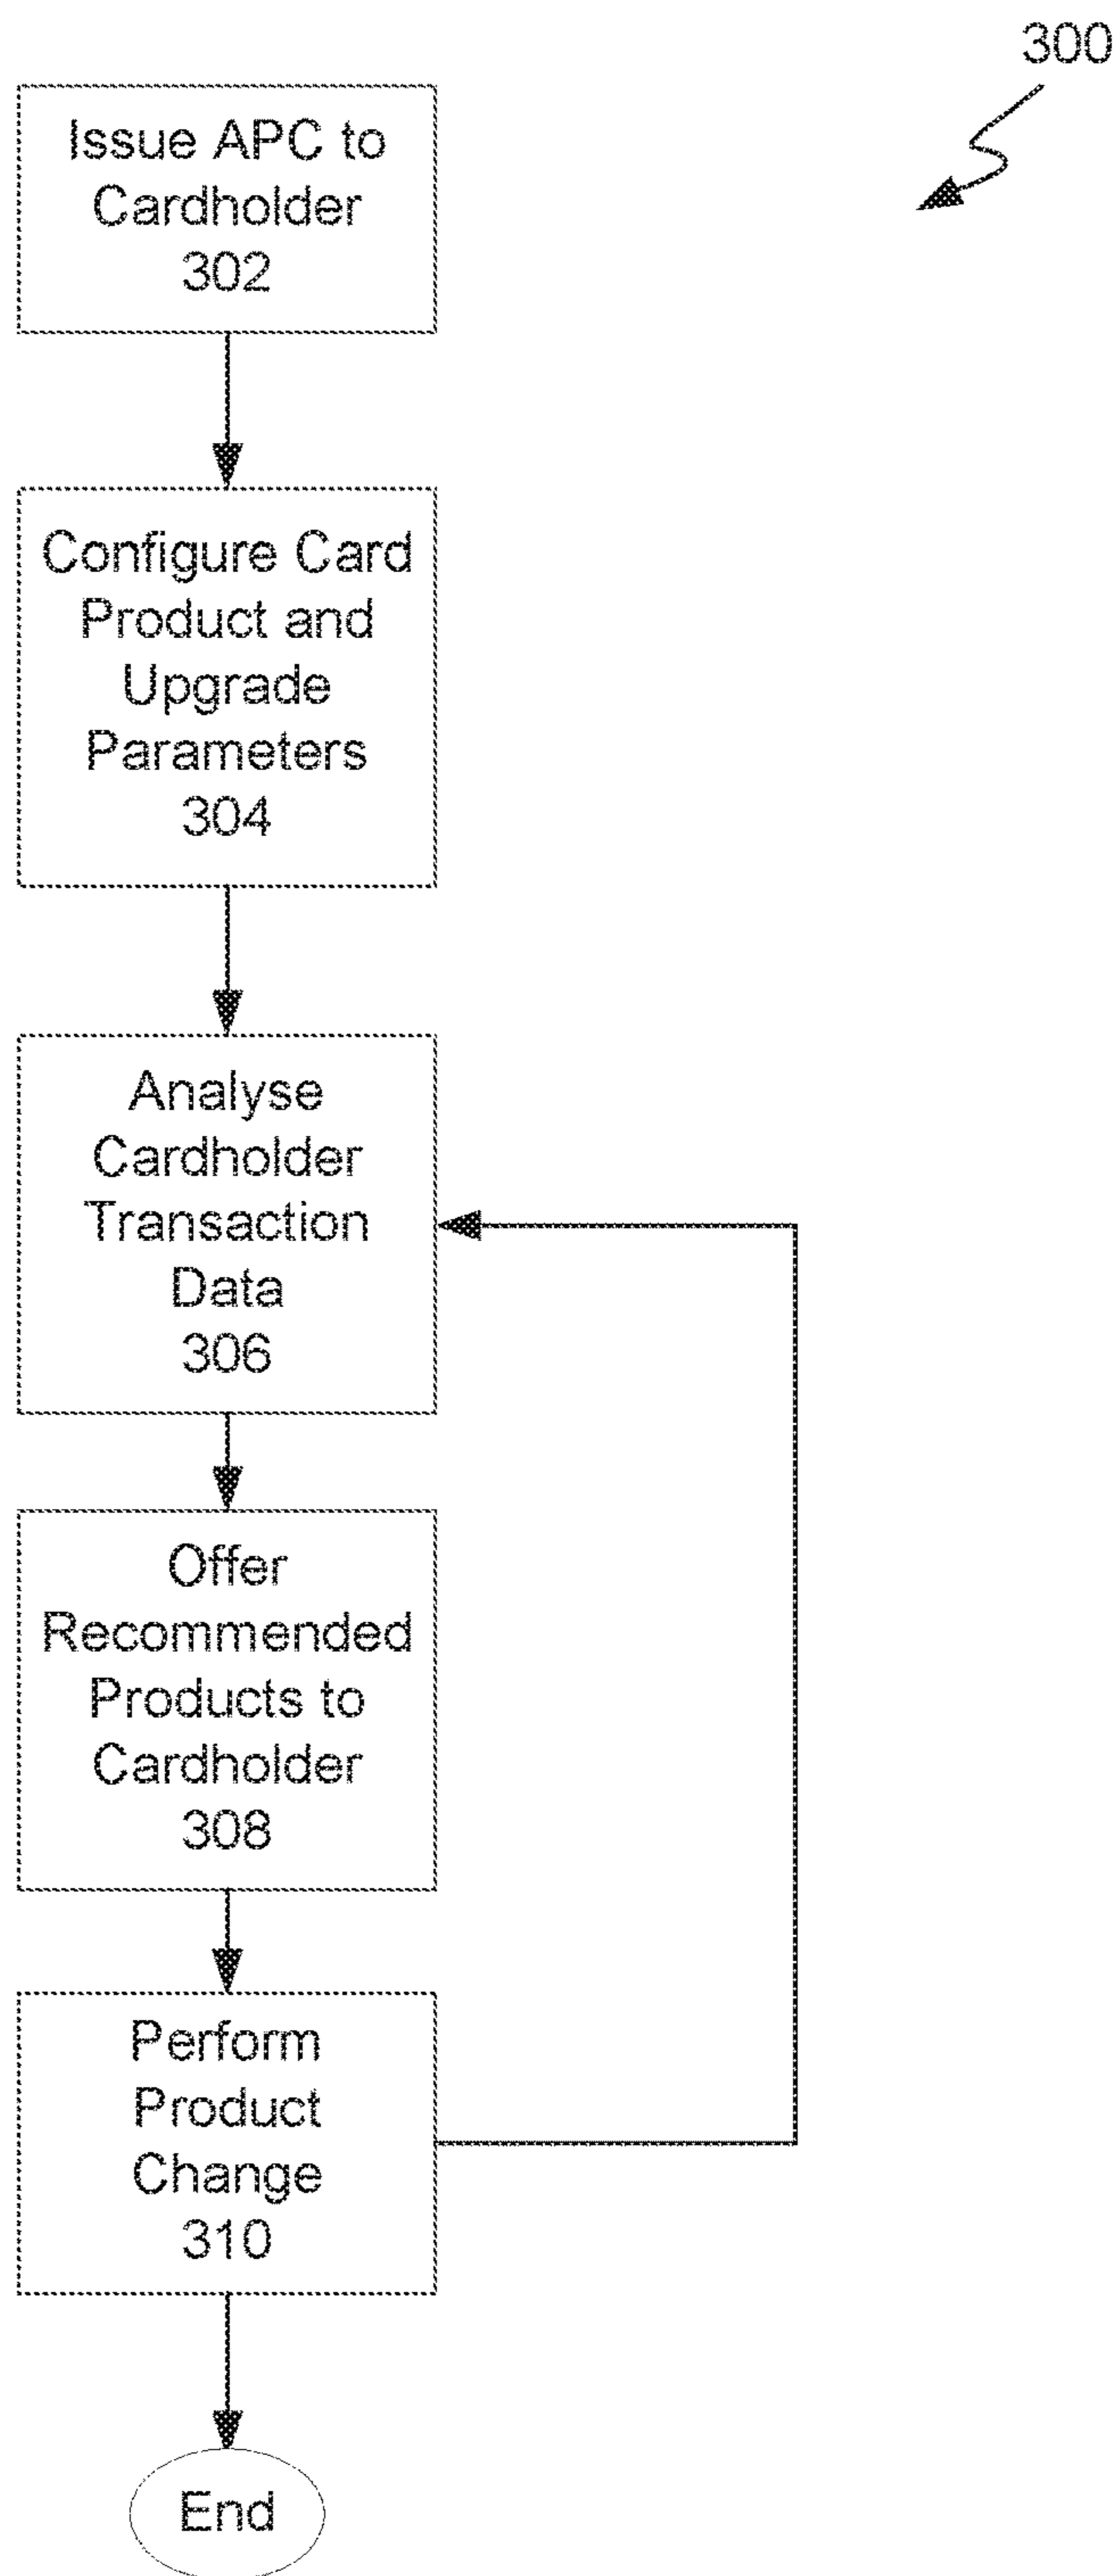 300
Issue APC to
Cardholder
302
Configure Card
Product and
Upgrade
Parameters
304
Analyse
Cardholder
Transaction
Data
306
Offer
Recommended
Products to
Cardholder
308
Perform
Product
Change
310
End